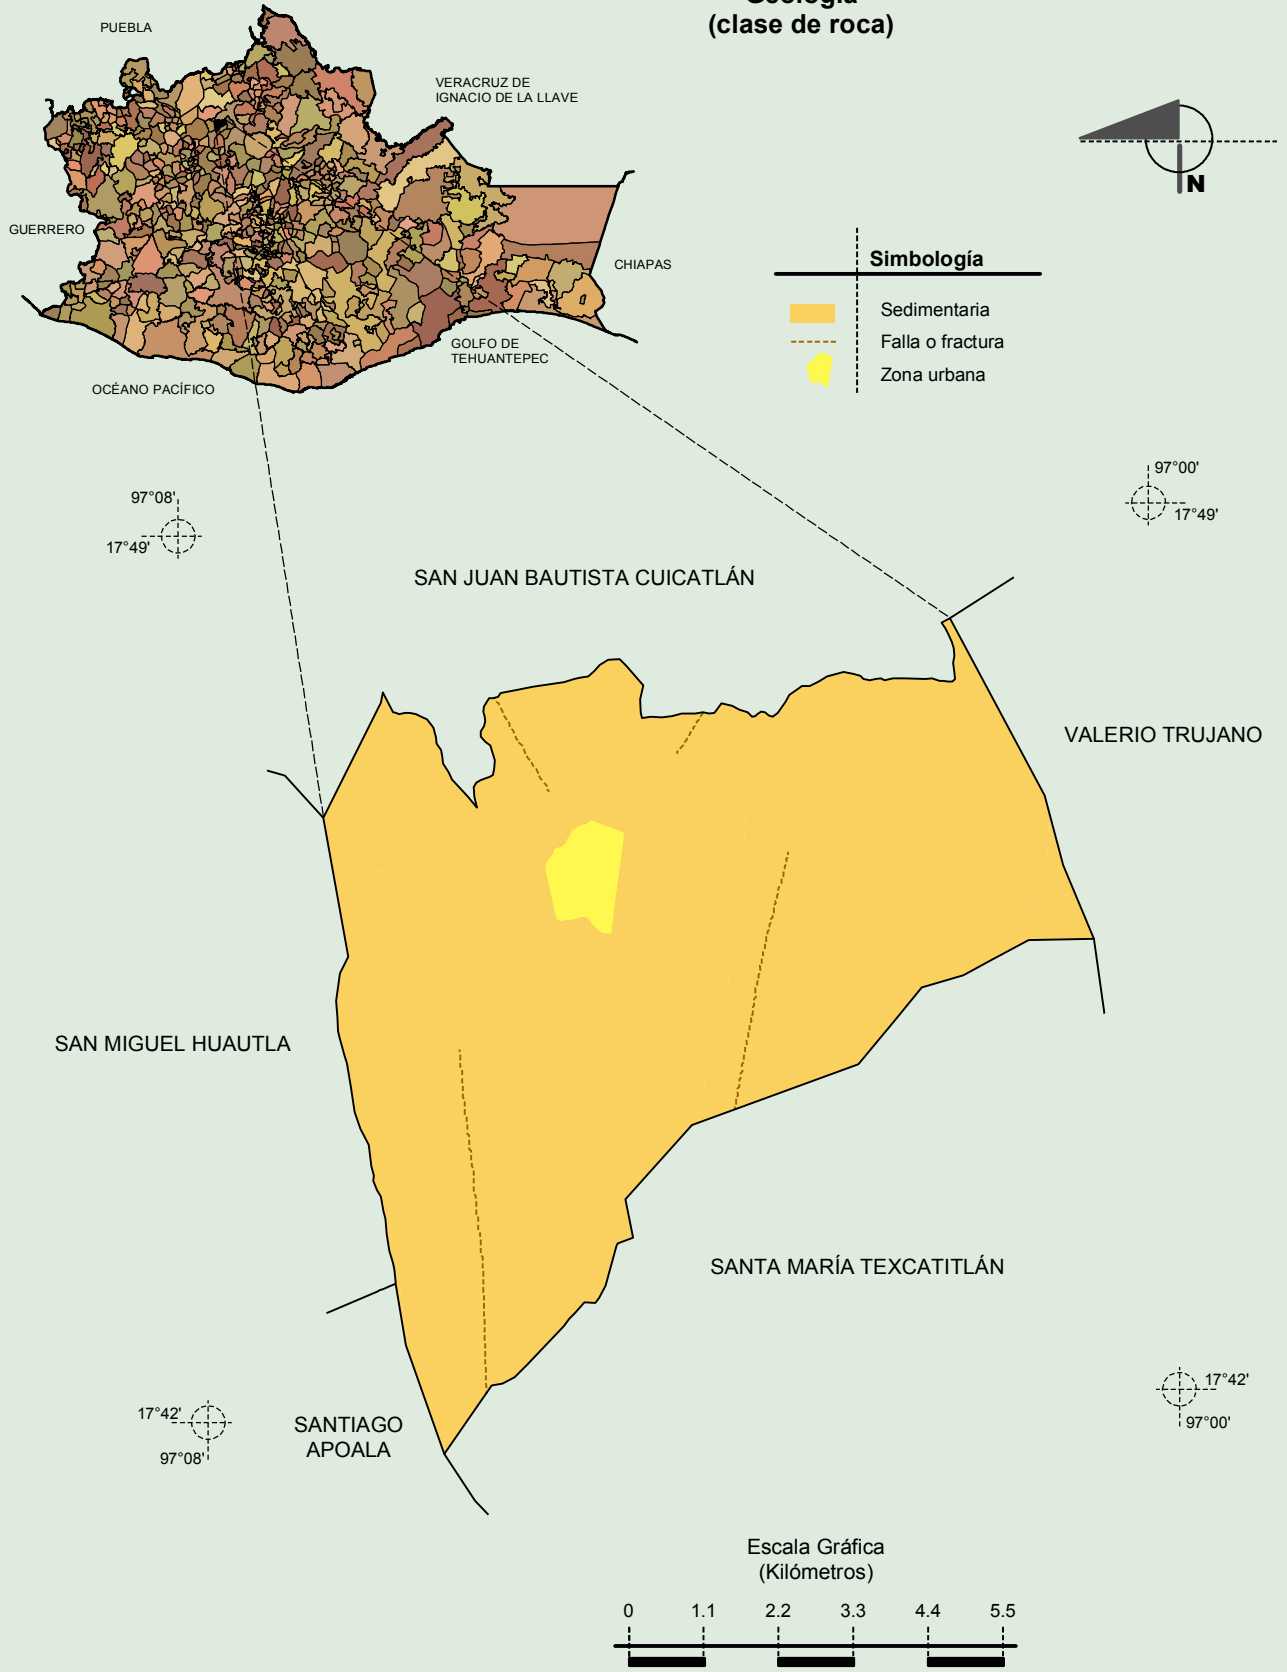 Geología
(clase de roca)
PUEBLA
VERACRUZ DE
IGNACIO DE LA LLAVE
N
GUERRERO
CHIAPAS
GOLFO DE
TEHUANTEPEC
OCÉANO PACÍFICO
Simbología
Sedimentaria
Falla o fractura
Zona urbana
97°08'
17°49'
97°00'
17°49'
SAN JUAN BAUTISTA CUICATLÁN
VALERIO TRUJANO
SAN MIGUEL HUAUTLA
SANTA MARÍA TEXCATITLÁN
17°42'
97°08'
SANTIAGO
APOALA
17°42'
97°00'
Escala Gráfica
(Kilómetros)
0 1.1 2.2 3.3 4.4 5.5